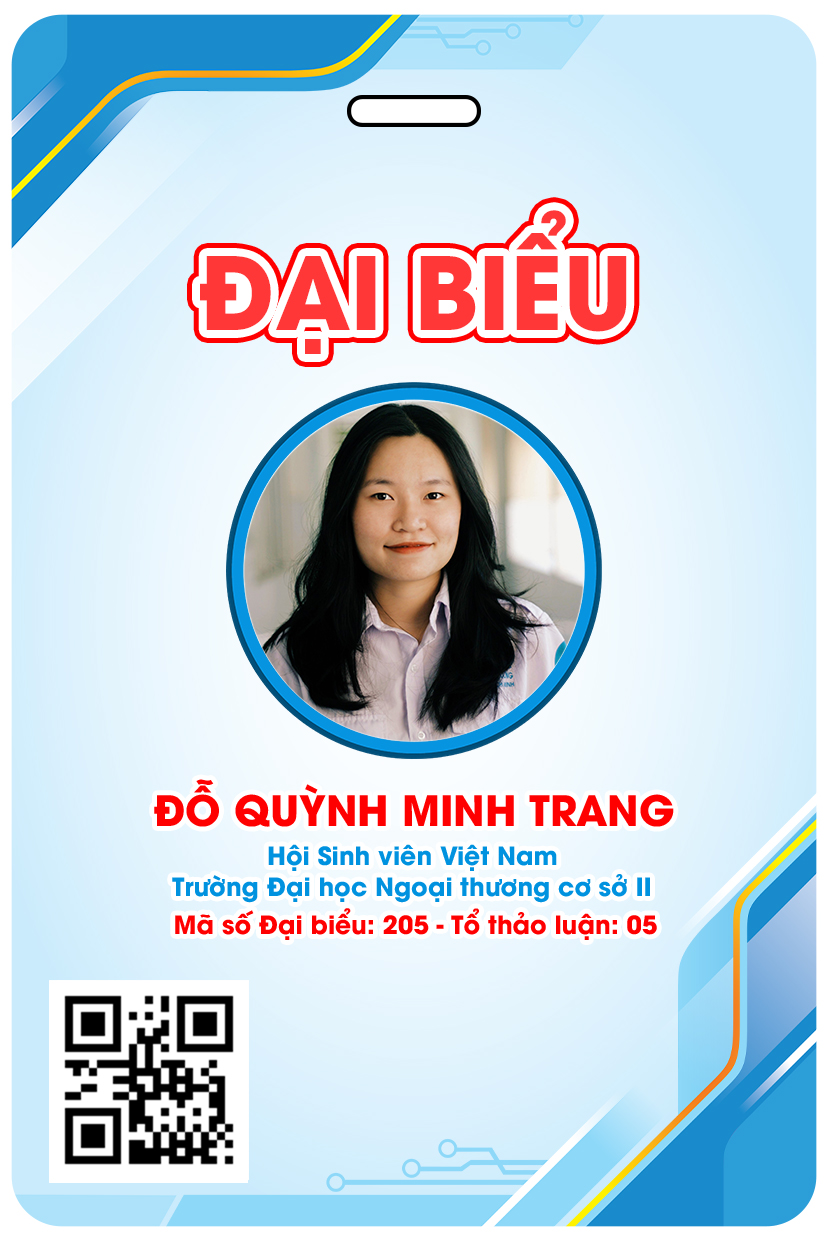 ĐẠI BIỂU
ĐỖ QUỲNH MINH TRANG
Hội Sinh viên Việt Nam
Trường Đại học Ngoại thương cơ sở II
Mã số Đại biểu: 205 - Tổ thảo luận: 05